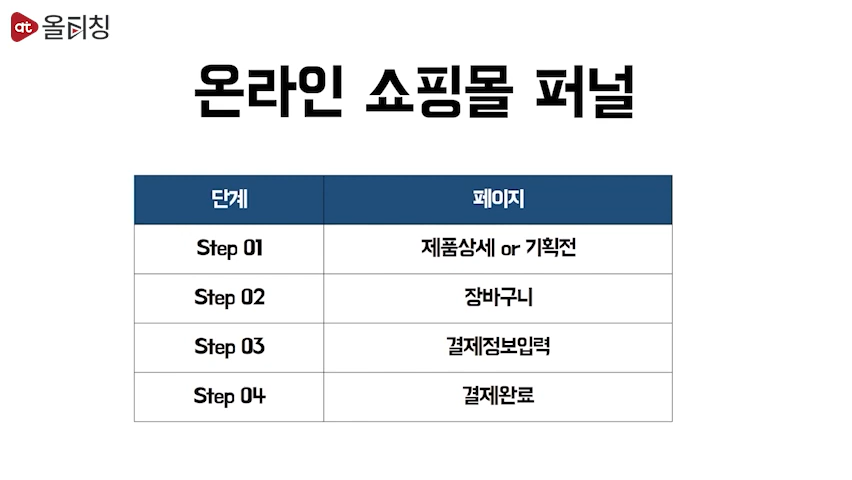 at 올티칭
온라인 쇼핑몰 퍼널
단계 페이지
Step 01 제품상세 or 기획전
Step 02 장바구니
Step 03 결제정보입력
Step 04 결제완료